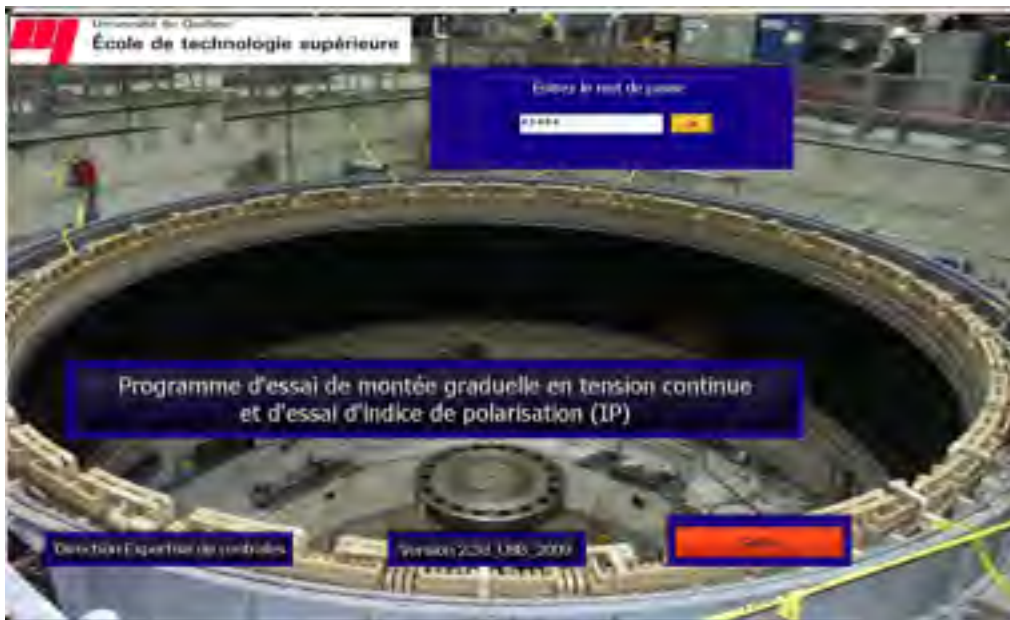 Université du Québec
École de technologie supérieure
Entrez le mot de passe
*****
Programme d'essai de montée graduelle en tension continue
et d'essai d'indice de polarisation (IP)
Direction Expertise de centrales
Version